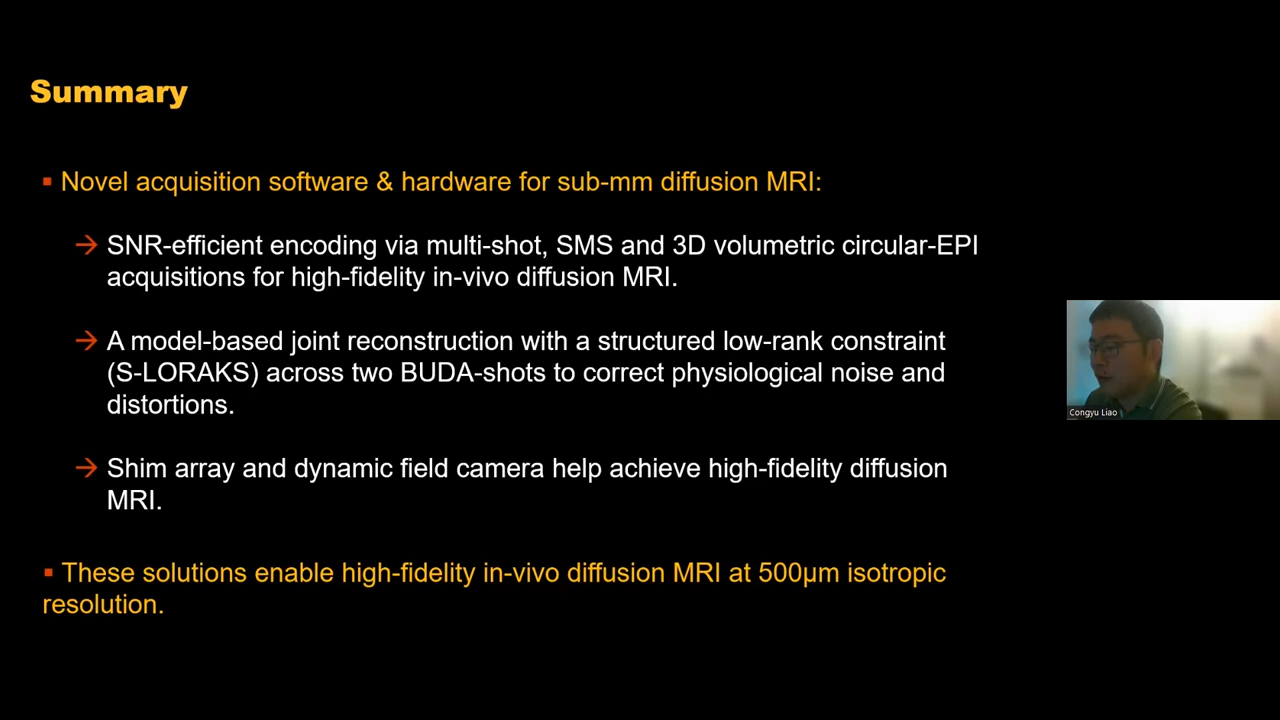 Summary
▪ Novel acquisition software & hardware for sub-mm diffusion MRI:
→ SNR-efficient encoding via multi-shot, SMS and 3D volumetric circular-EPI
acquisitions for high-fidelity in-vivo diffusion MRI.
→ A model-based joint reconstruction with a structured low-rank constraint
(S-LORAKS) across two BUDA-shots to correct physiological noise and
distortions.
→ Shim array and dynamic field camera help achieve high-fidelity diffusion
MRI.
▪ These solutions enable high-fidelity in-vivo diffusion MRI at 500µm isotropic
resolution.
Congyu Liao